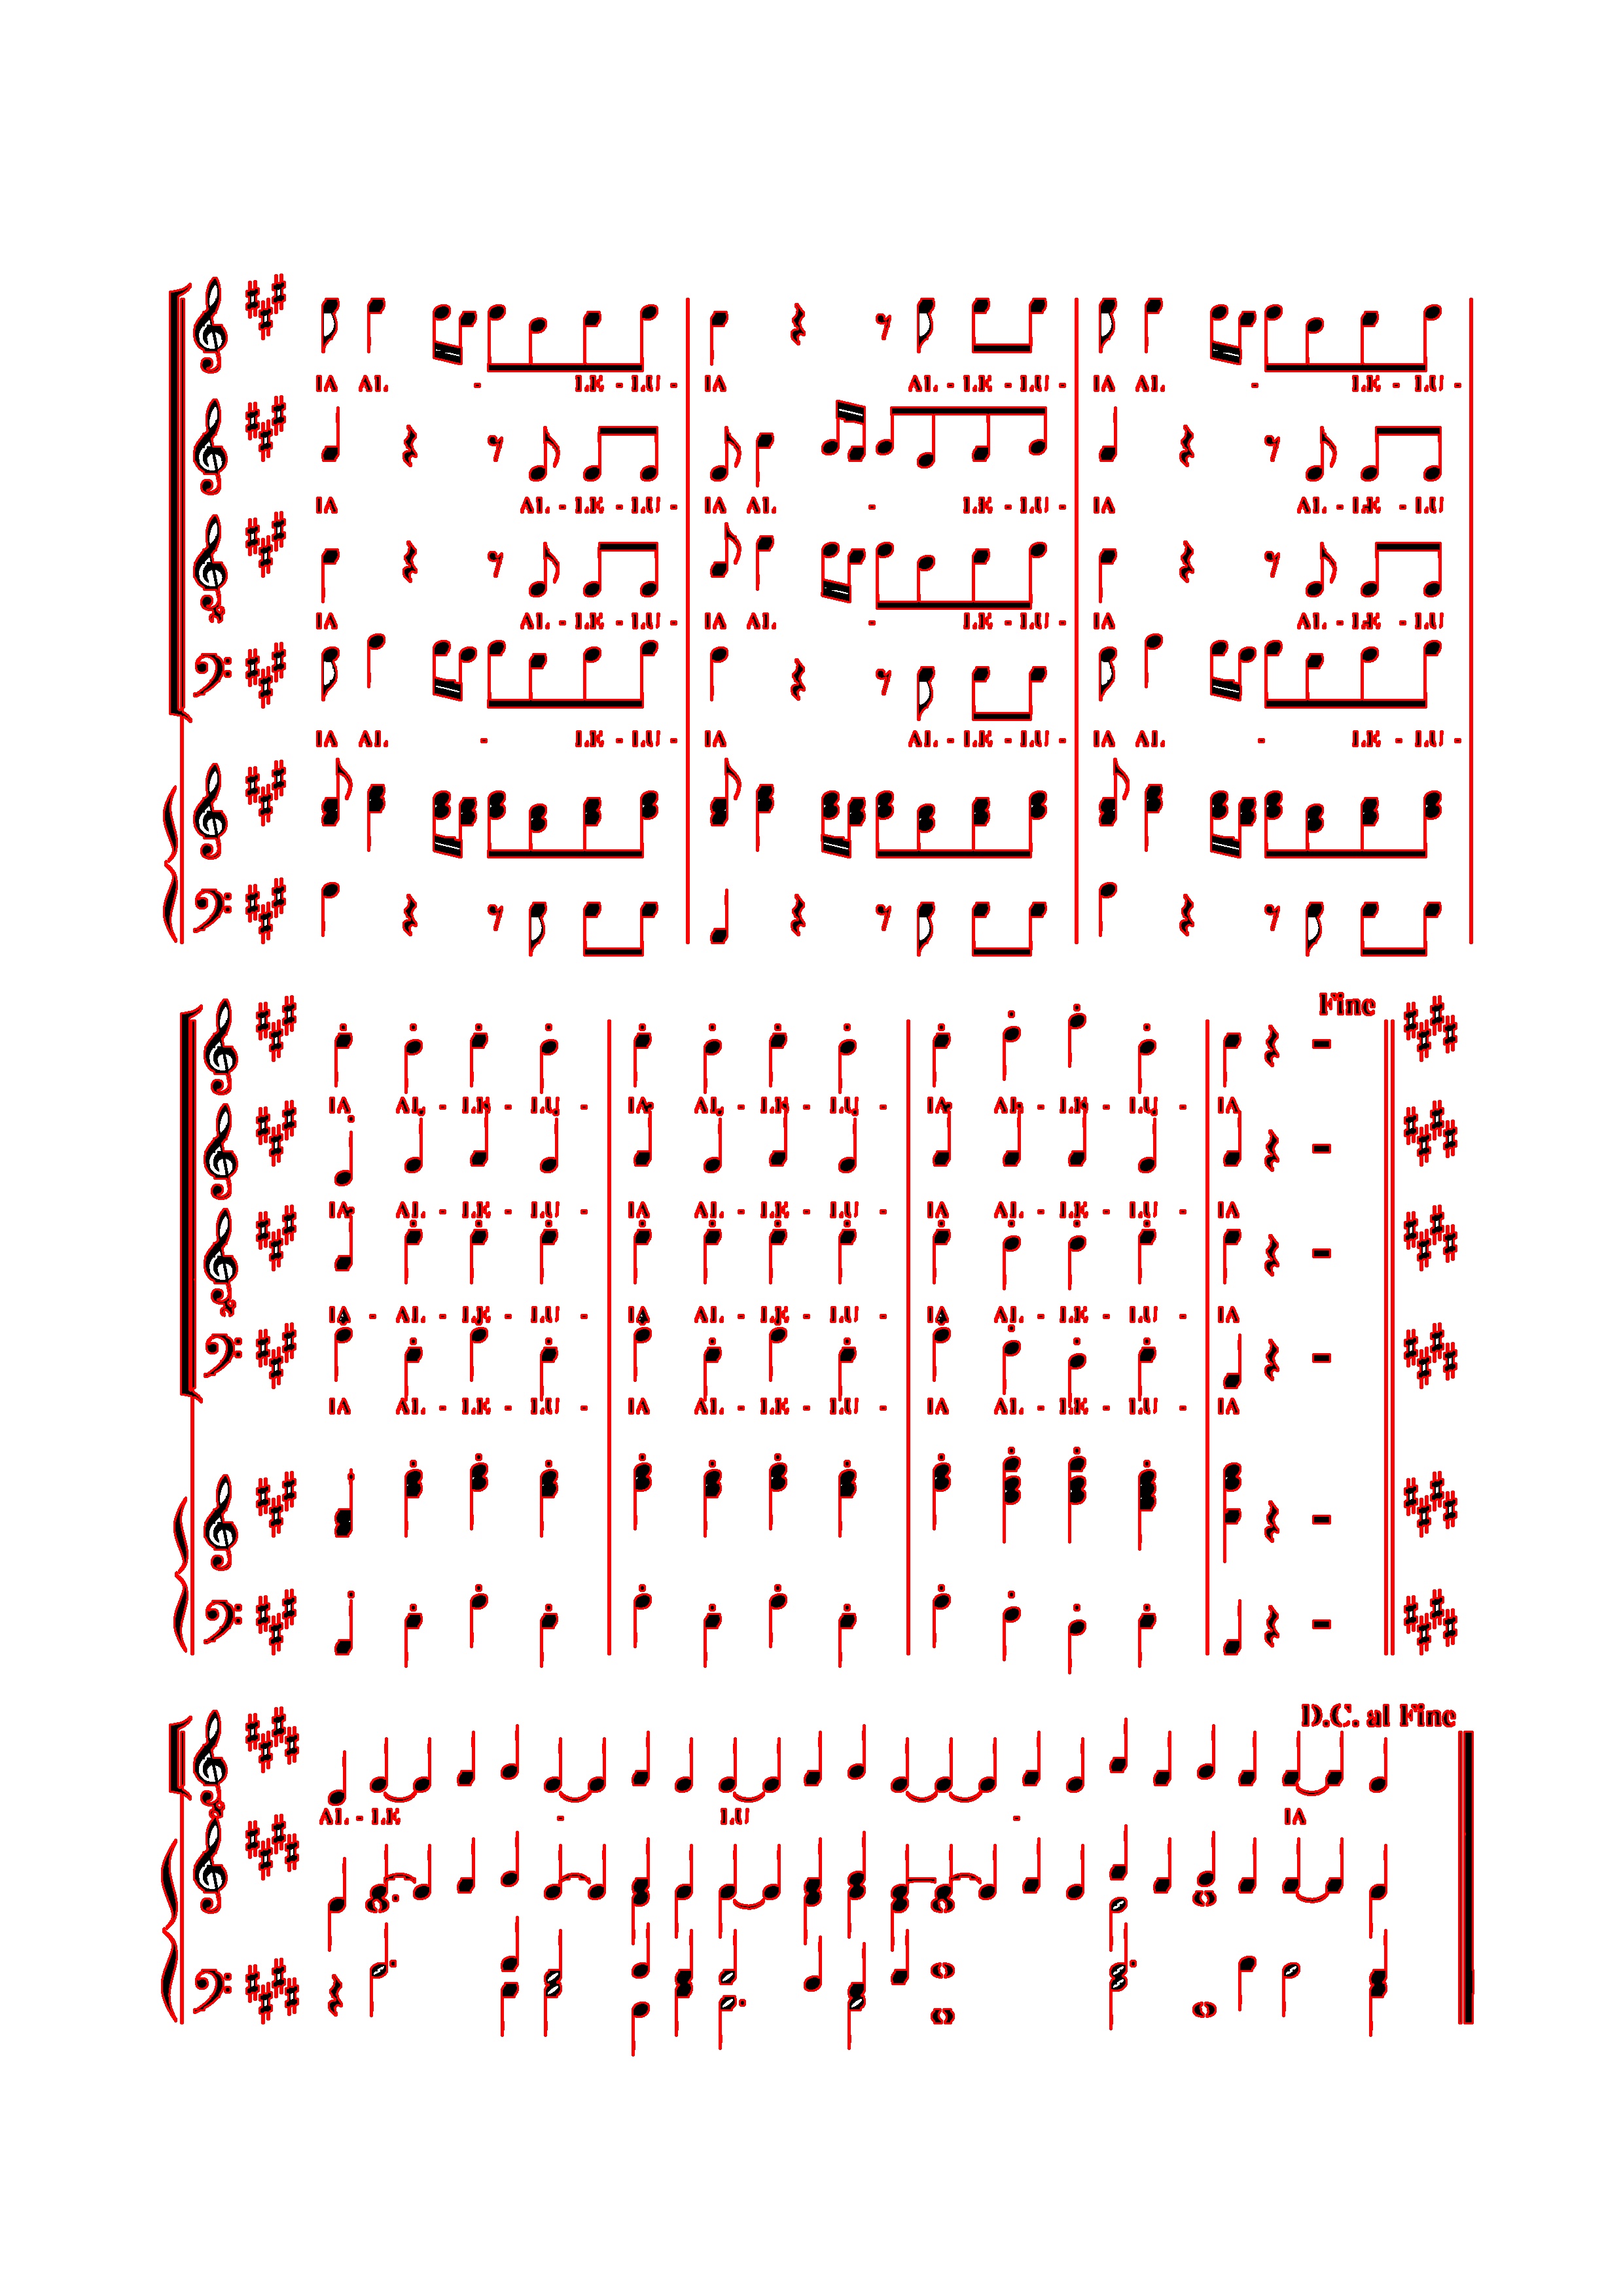 IA AL - LE - LU - IA AL - LE - LU - IA AL - LE - LU -
IA AL - LE - LU - IA AL - LE - LU - IA AL - LE - LU
IA AL - LE - LU - IA AL - LE - LU - IA AL - LE - LU
IA AL - LE - LU - IA AL - LE - LU - IA AL - LE - LU -
Fine
IA AL - LE - LU - IA AL - LE - LU - IA AL - LE - LU - IA
IA AL - LE - LU - IA AL - LE - LU - IA AL - LE - LU - IA
IA - AL - LE - LU - IA AL - LE - LU - IA AL - LE - LU - IA
IA AL - LE - LU - IA AL - LE - LU - IA AL - LE - LU - IA
D.C. al Fine
AL - LE - LU - IA